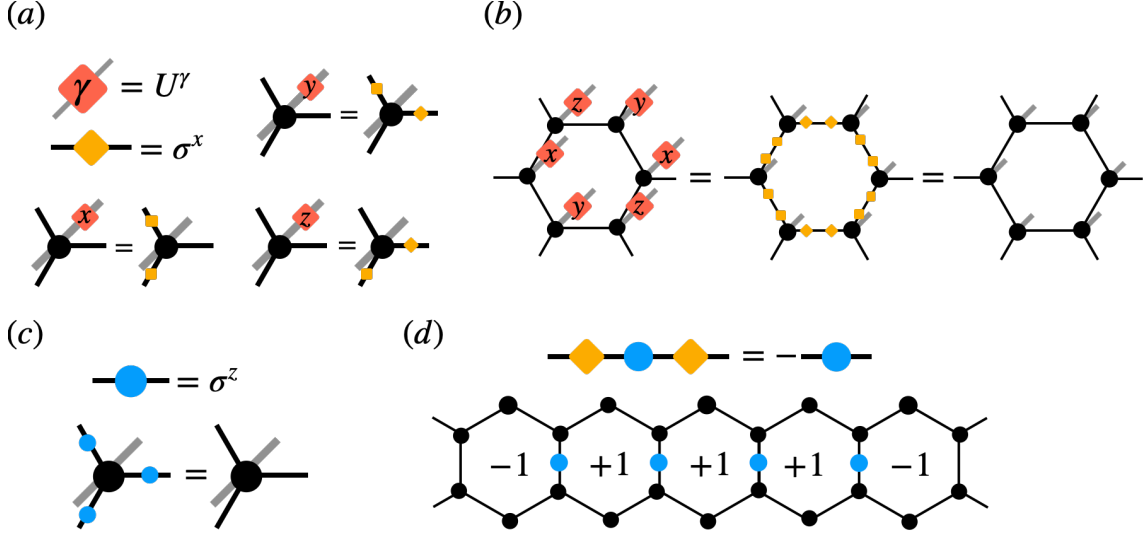 (a)
γ = U^γ
= σ^x
y =
x =
z =
(b)
z y
x x = =
y z
(c)
= σ^z
=
(d)
= −
−1 +1 +1 +1 −1